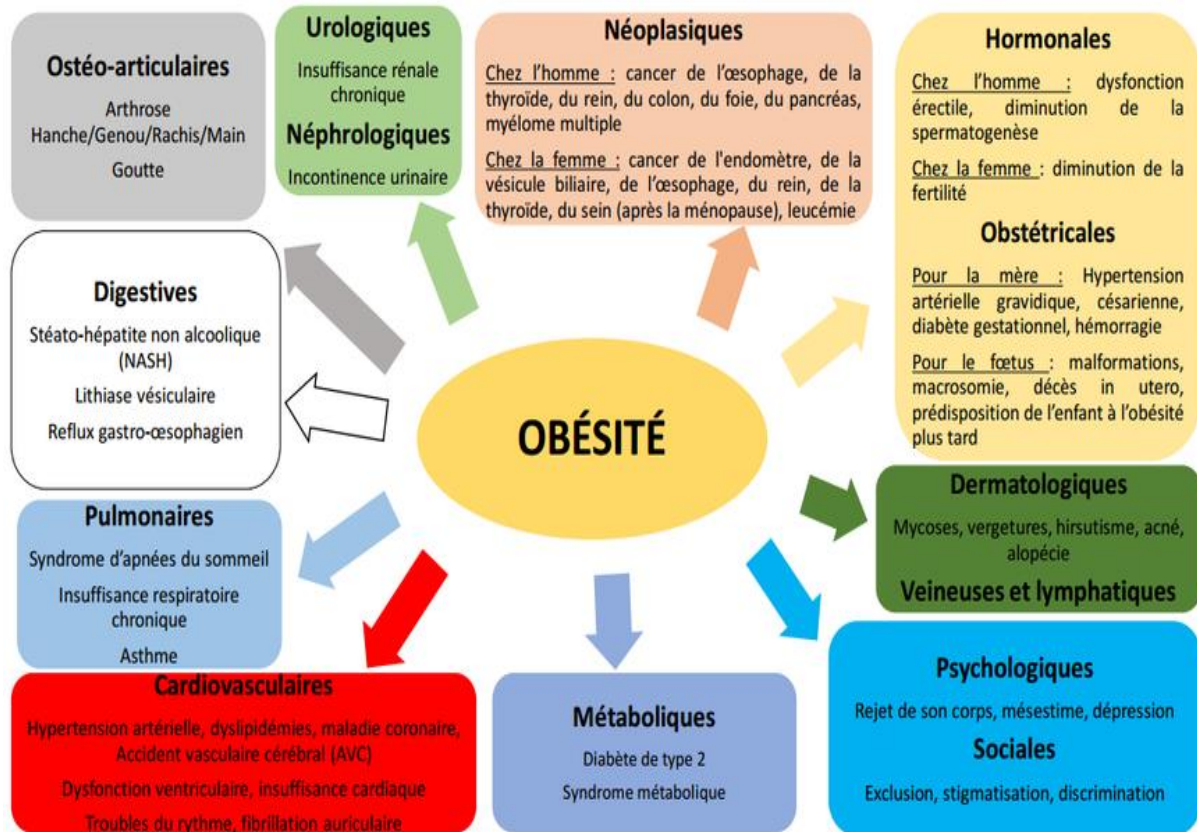 Ostéo-articulaires
Arthrose
Hanche/Genou/Rachis/Main
Goutte
Urologiques
Insuffisance rénale
chronique
Néphrologiques
Incontinence urinaire
Néoplasiques
Chez l'homme : cancer de l'œsophage, de la
thyroïde, du rein, du colon, du foie, du pancréas,
myélome multiple
Chez la femme : cancer de l'endomètre, de la
vésicule biliaire, de l'œsophage, du rein, de la
thyroïde, du sein (après la ménopause), leucémie
Hormonales
Chez l'homme : dysfonction
érectile, diminution de la
spermatogenèse
Chez la femme : diminution de la
fertilité
Obstétricales
Pour la mère : Hypertension
artérielle gravidique, césarienne,
diabète gestationnel, hémorragie
Pour le fœtus : malformations,
macrosomie, décès in utero,
prédisposition de l'enfant à l'obésité
plus tard
Digestives
Stéato-hépatite non alcoolique
(NASH)
Lithiase vésiculaire
Reflux gastro-œsophagien
OBÉSITÉ
Dermatologiques
Mycoses, vergetures, hirsutisme, acné,
alopécie
Veineuses et lymphatiques
Pulmonaires
Syndrome d'apnées du sommeil
Insuffisance respiratoire
chronique
Asthme
Cardiovasculaires
Hypertension artérielle, dyslipidémies, maladie coronaire,
Accident vasculaire cérébral (AVC)
Dysfonction ventriculaire, insuffisance cardiaque
Troubles du rythme, fibrillation auriculaire
Métaboliques
Diabète de type 2
Syndrome métabolique
Psychologiques
Rejet de son corps, mésestime, dépression
Sociales
Exclusion, stigmatisation, discrimination